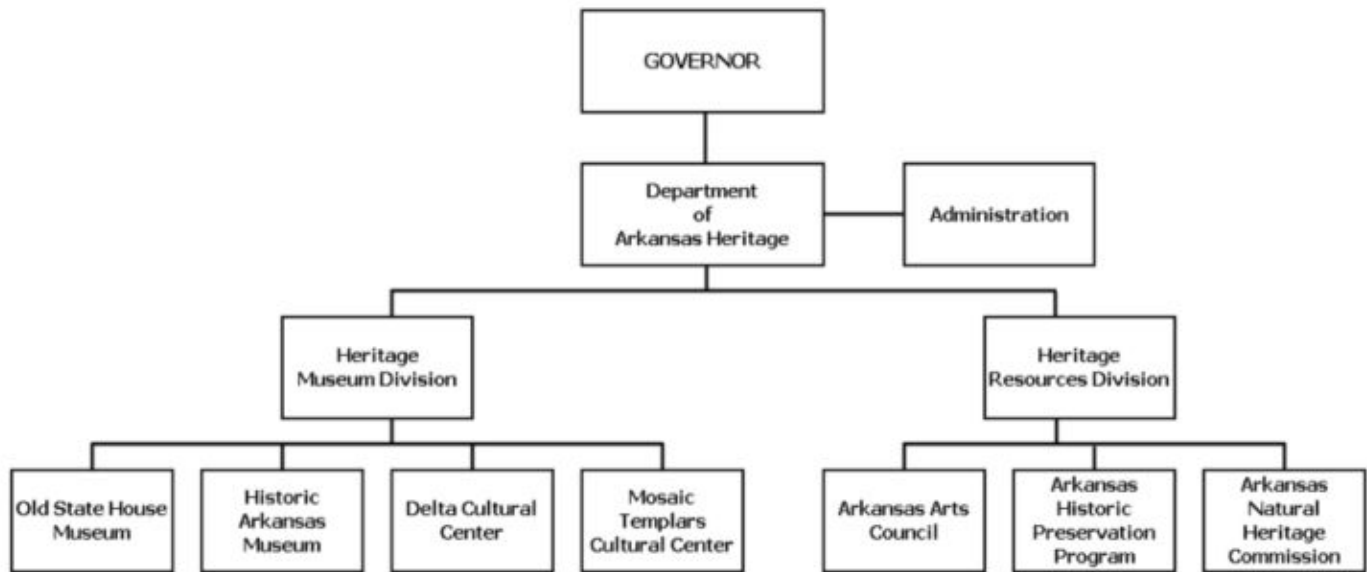 GOVERNOR
Department
of
Arkansas Heritage
Administration
Heritage
Museum Division
Heritage
Resources Division
Old State House
Museum
Historic
Arkansas
Museum
Delta Cultural
Center
Mosaic
Templars
Cultural Center
Arkansas Arts
Council
Arkansas
Historic
Preservation
Program
Arkansas
Natural
Heritage
Commission